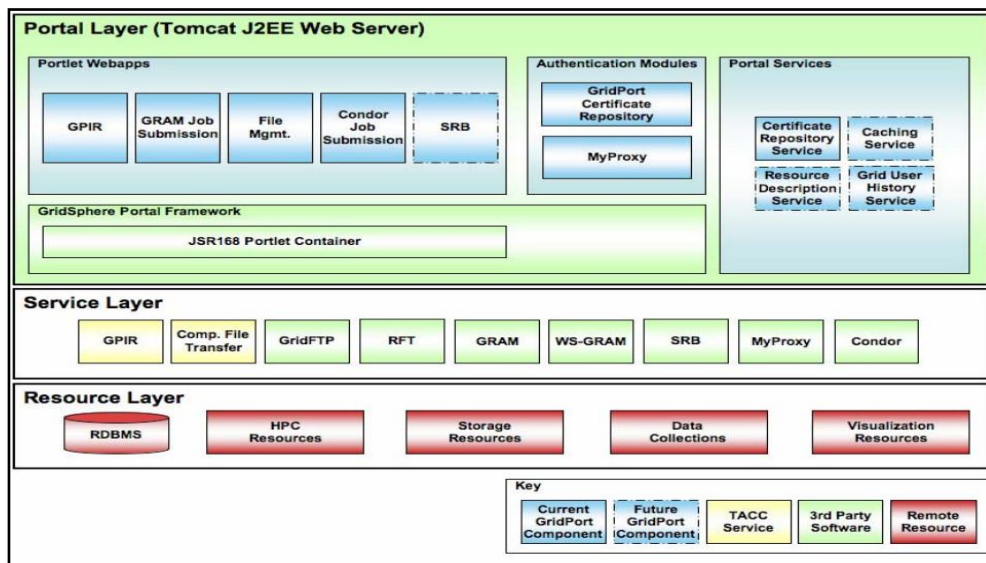 Portal Layer (Tomcat J2EE Web Server)
Portlet Webapps
GPIR
GRAM Job
Submission
File
Mgmt.
Condor
Job
Submission
SRB
Authentication Modules
GridPort
Certificate
Repository
MyProxy
Portal Services
Certificate
Repository
Service
Caching
Service
Resource
Description
Service
Grid User
History
Service
GridSphere Portal Framework
JSR168 Portlet Container
Service Layer
GPIR
Comp. File
Transfer
GridFTP
RFT
GRAM
WS-GRAM
SRB
MyProxy
Condor
Resource Layer
RDBMS
HPC
Resources
Storage
Resources
Data
Collections
Visualization
Resources
Key
Current
GridPort
Component
Future
GridPort
Component
TACC
Service
3rd Party
Software
Remote
Resource